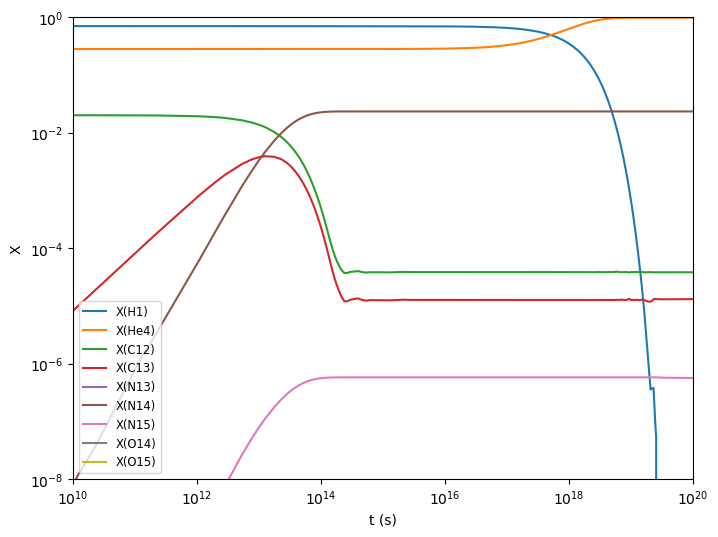 10^0
10^-2
10^-4
10^-6
10^-8
X
X(H1)
X(He4)
X(C12)
X(C13)
X(N13)
X(N14)
X(N15)
X(O14)
X(O15)
10^10 10^12 10^14 10^16 10^18 10^20
t (s)